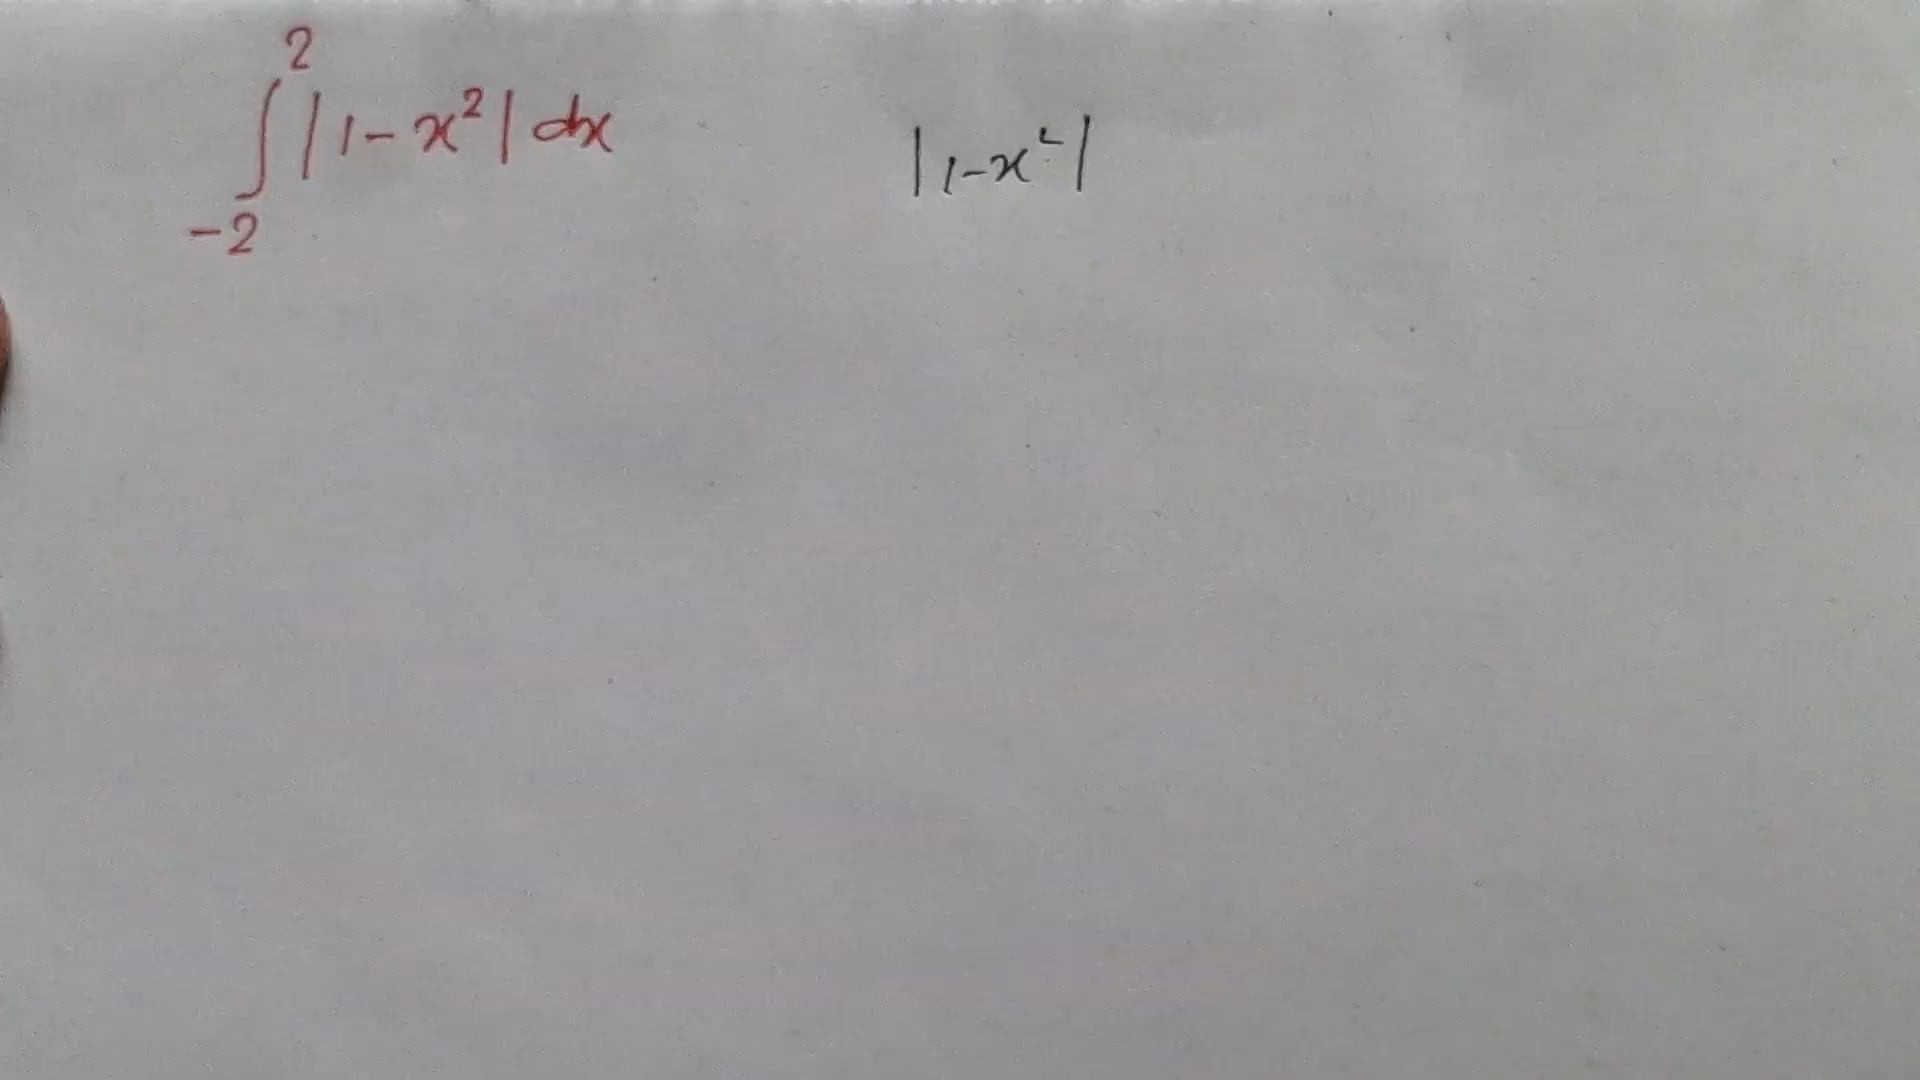 ∫_{-2}^{2} |1-x²| dx
|1-x²|